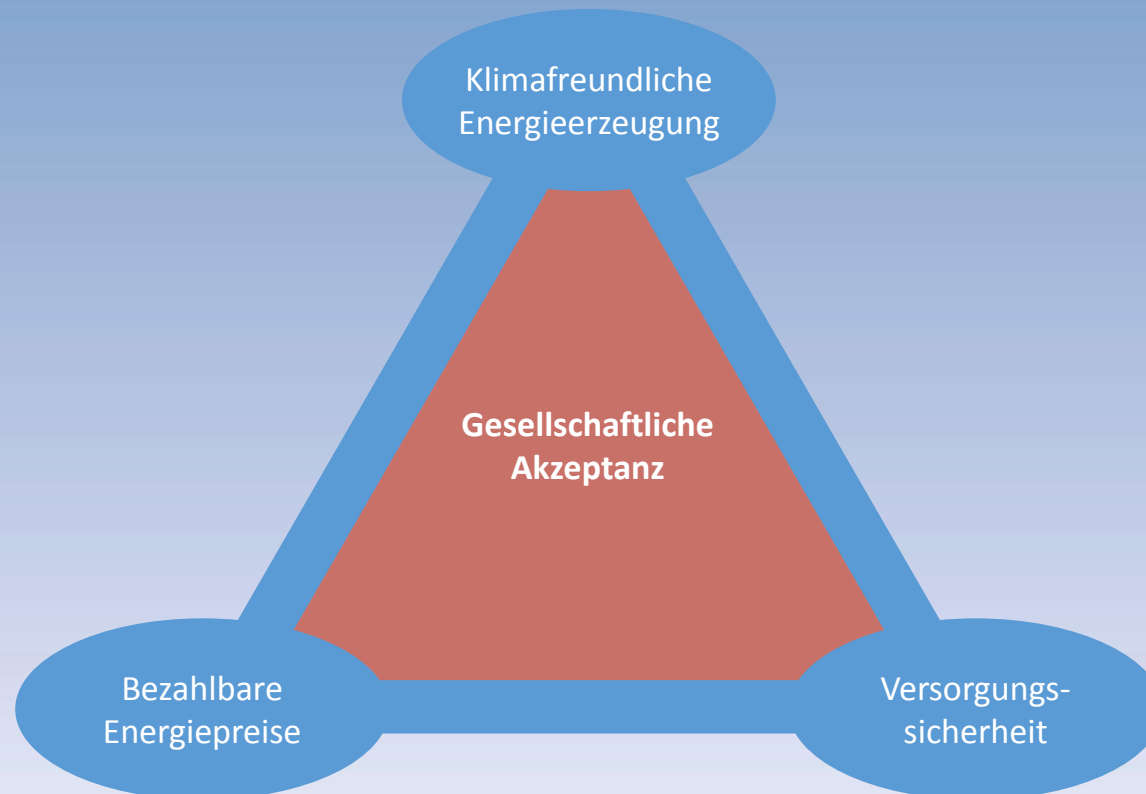 Klimafreundliche
Energieerzeugung
Gesellschaftliche
Akzeptanz
Bezahlbare
Energiepreise
Versorgungs-
sicherheit